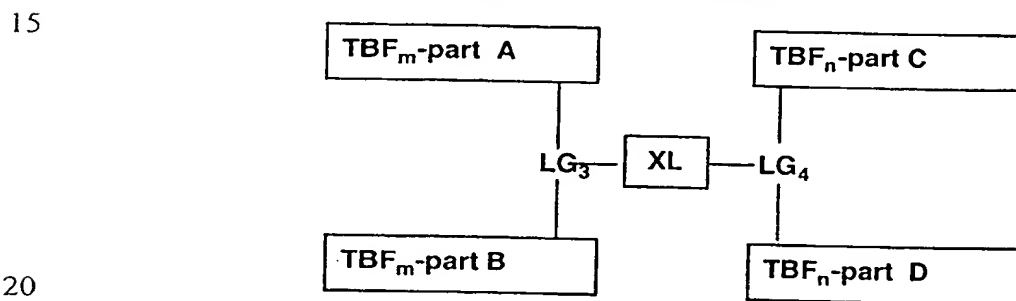 15
TBFm-part A
TBFn-part C
LG3
XL
LG4
TBFm-part B
TBFn-part D
20